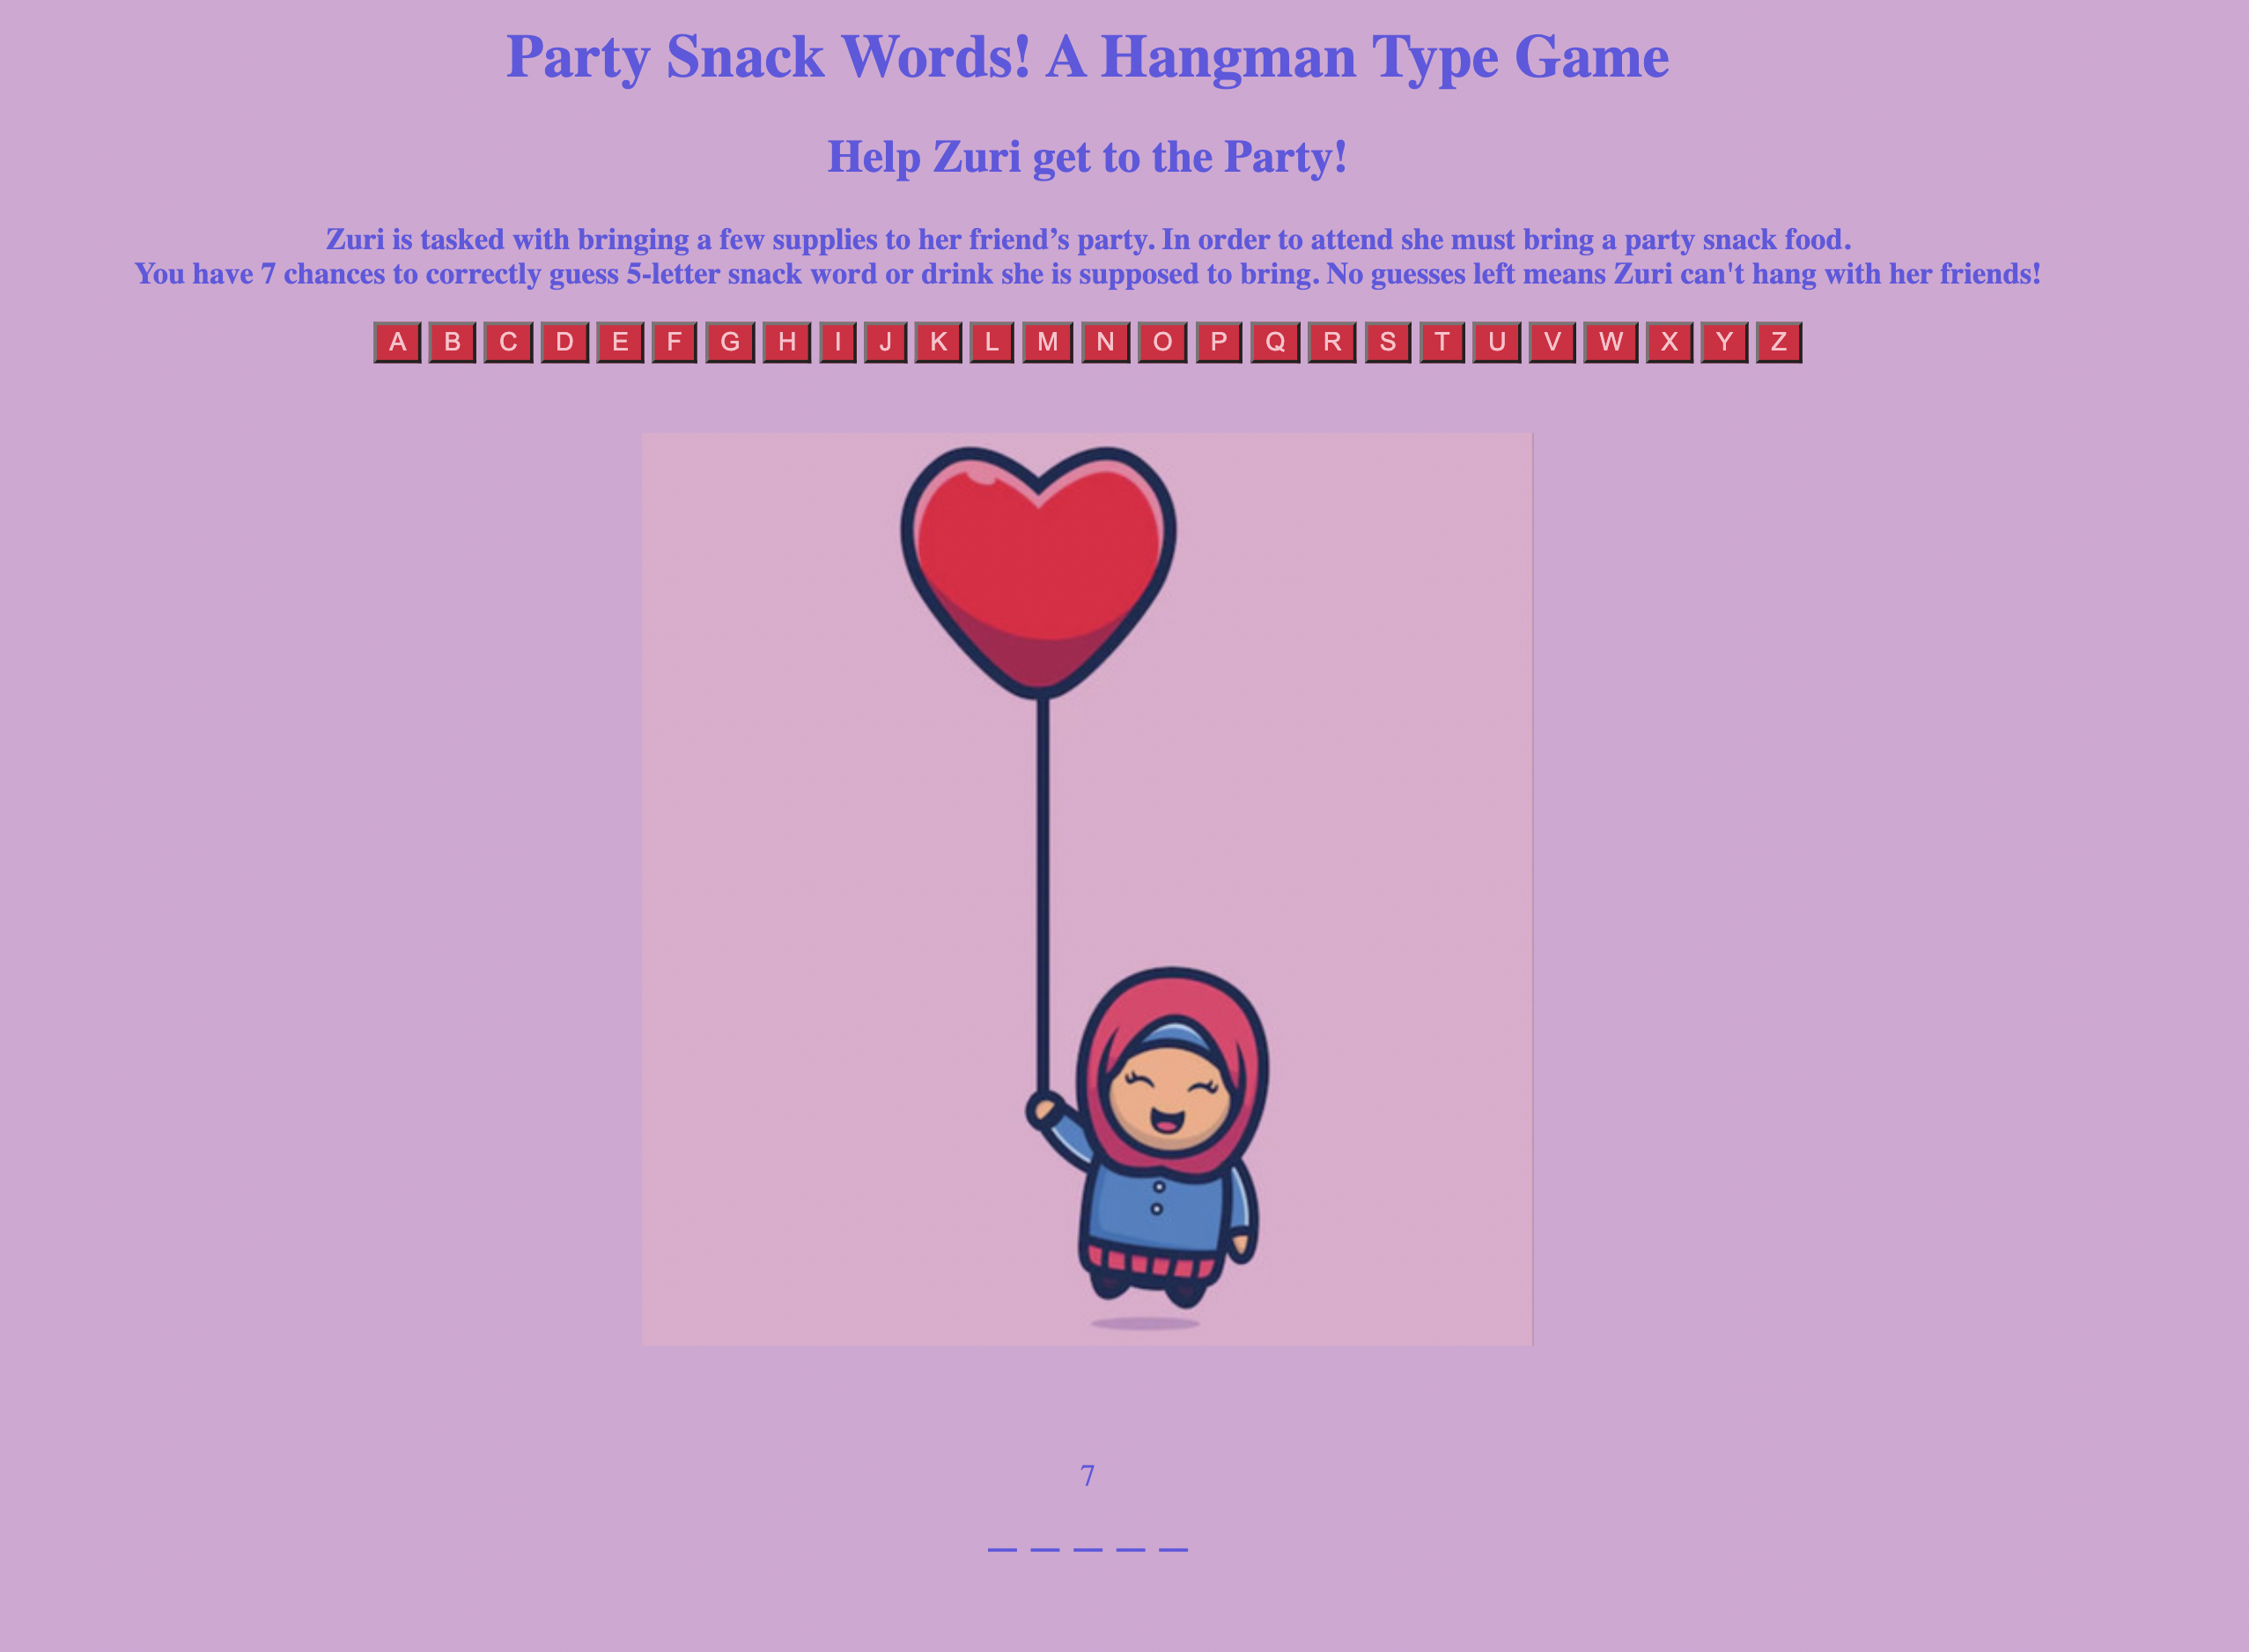 Party Snack Words! A Hangman Type Game
Help Zuri get to the Party!
Zuri is tasked with bringing a few supplies to her friend’s party. In order to attend she must bring a party snack food.
You have 7 chances to correctly guess 5-letter snack word or drink she is supposed to bring. No guesses left means Zuri can't hang with her friends!
A B C D E F G H I J K L M N O P Q R S T U V W X Y Z
7
_ _ _ _ _